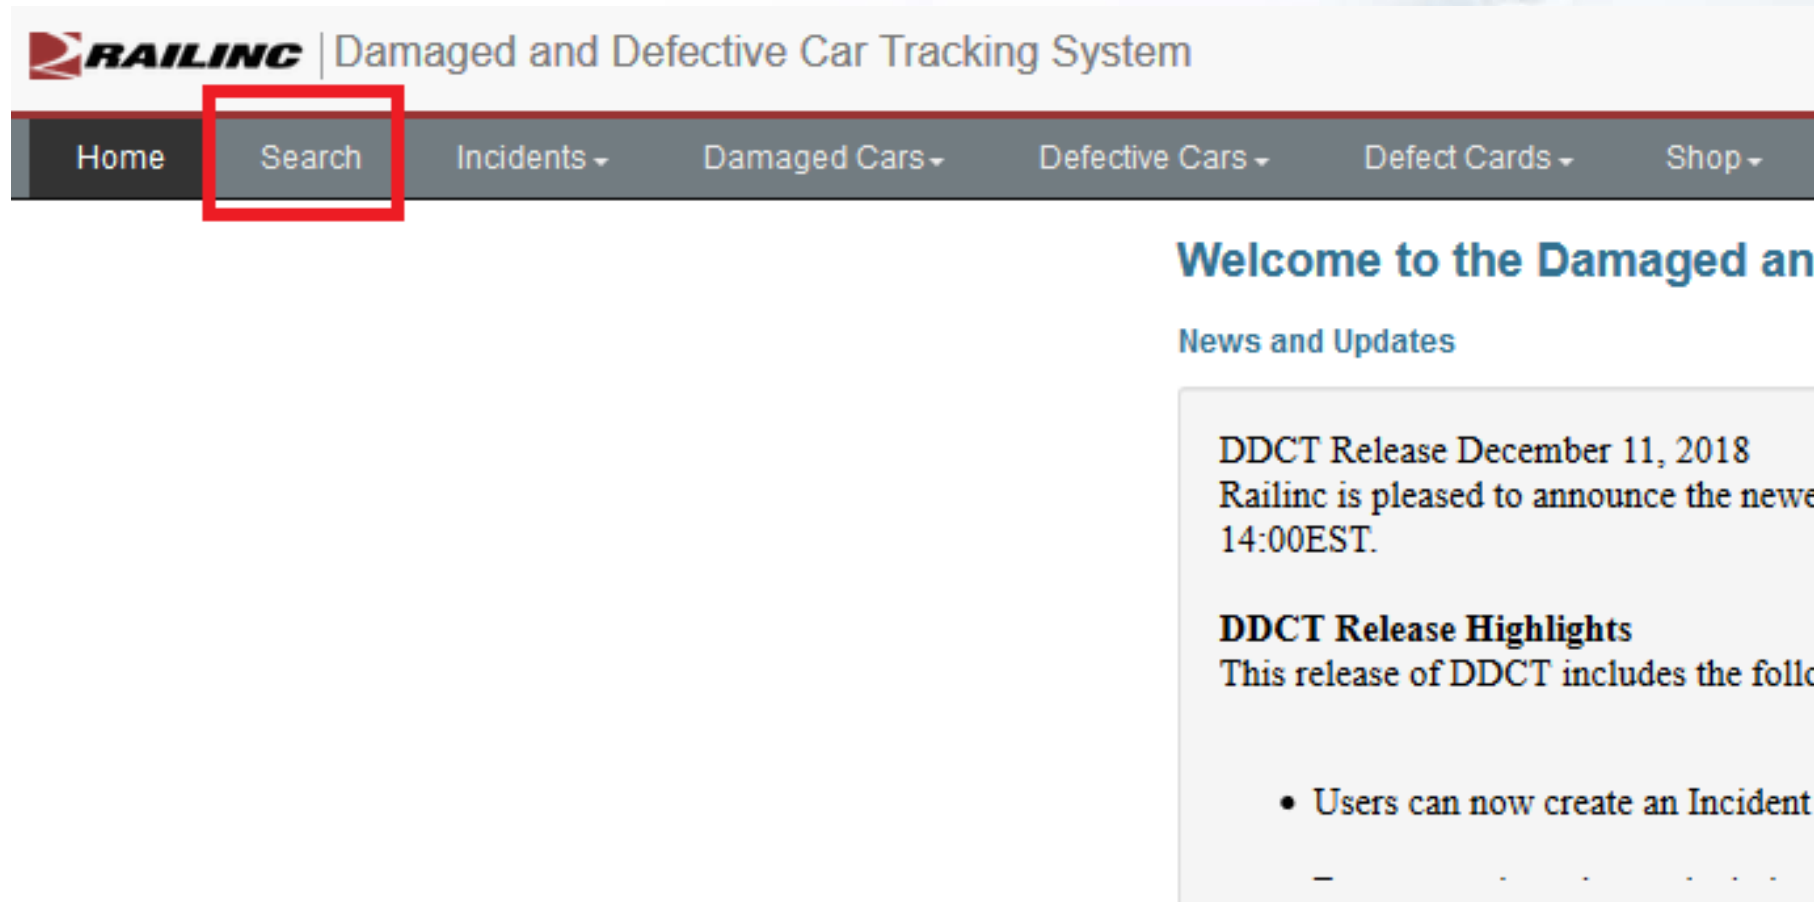 RAILINC Damaged and Defective Car Tracking System
Home Search Incidents Damaged Cars Defective Cars Defect Cards Shop
Welcome to the Damaged an
News and Updates
DDCT Release December 11, 2018
Railinc is pleased to announce the newe
14:00EST.
DDCT Release Highlights
This release of DDCT includes the follo
• Users can now create an Incident